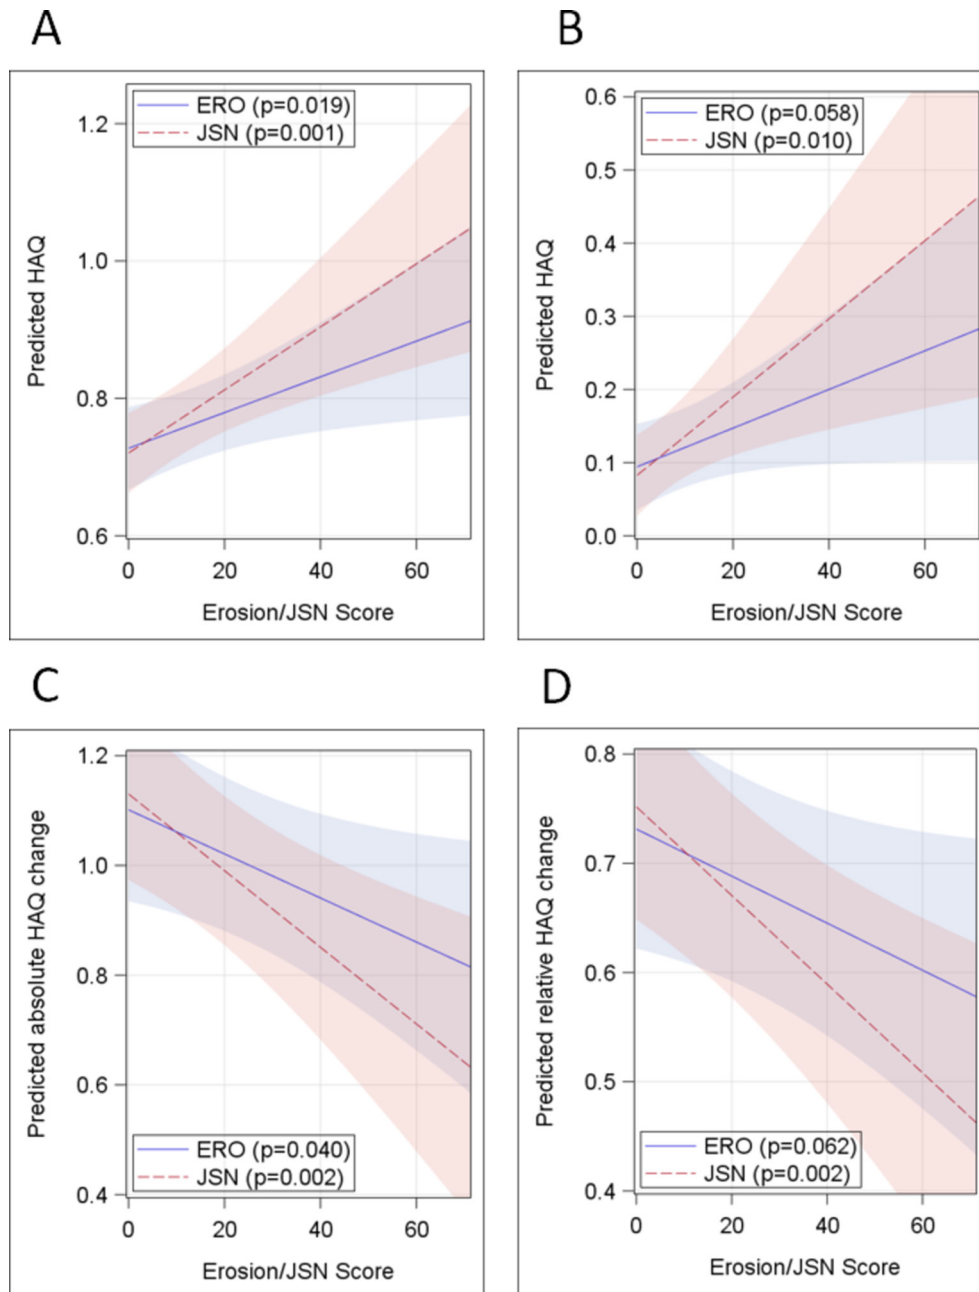 A
ERO (p=0.019)
JSN (p=0.001)
Predicted HAQ
1.2
1.0
0.8
0.6
0 20 40 60
Erosion/JSN Score
B
ERO (p=0.058)
JSN (p=0.010)
Predicted HAQ
0.6
0.5
0.4
0.3
0.2
0.1
0.0
0 20 40 60
Erosion/JSN Score
C
Predicted absolute HAQ change
1.2
1.0
0.8
0.6
0.4
ERO (p=0.040)
JSN (p=0.002)
0 20 40 60
Erosion/JSN Score
D
Predicted relative HAQ change
0.8
0.7
0.6
0.5
0.4
ERO (p=0.062)
JSN (p=0.002)
0 20 40 60
Erosion/JSN Score